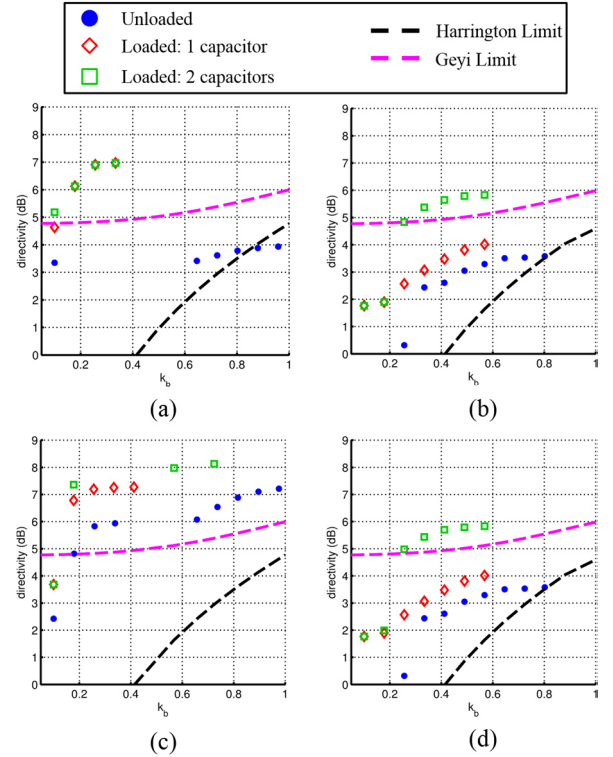 Unloaded
Loaded: 1 capacitor
Loaded: 2 capacitors
Harrington Limit
Geyi Limit
directivity (dB)
9
8
7
6
5
4
3
2
1
0
0.2 0.4 0.6 0.8 1
k_b
(a)
directivity (dB)
9
8
7
6
5
4
3
2
1
0
0.2 0.4 0.6 0.8 1
k_b
(b)
directivity (dB)
9
8
7
6
5
4
3
2
1
0
0.2 0.4 0.6 0.8 1
k_b
(c)
directivity (dB)
9
8
7
6
5
4
3
2
1
0
0.2 0.4 0.6 0.8 1
k_b
(d)